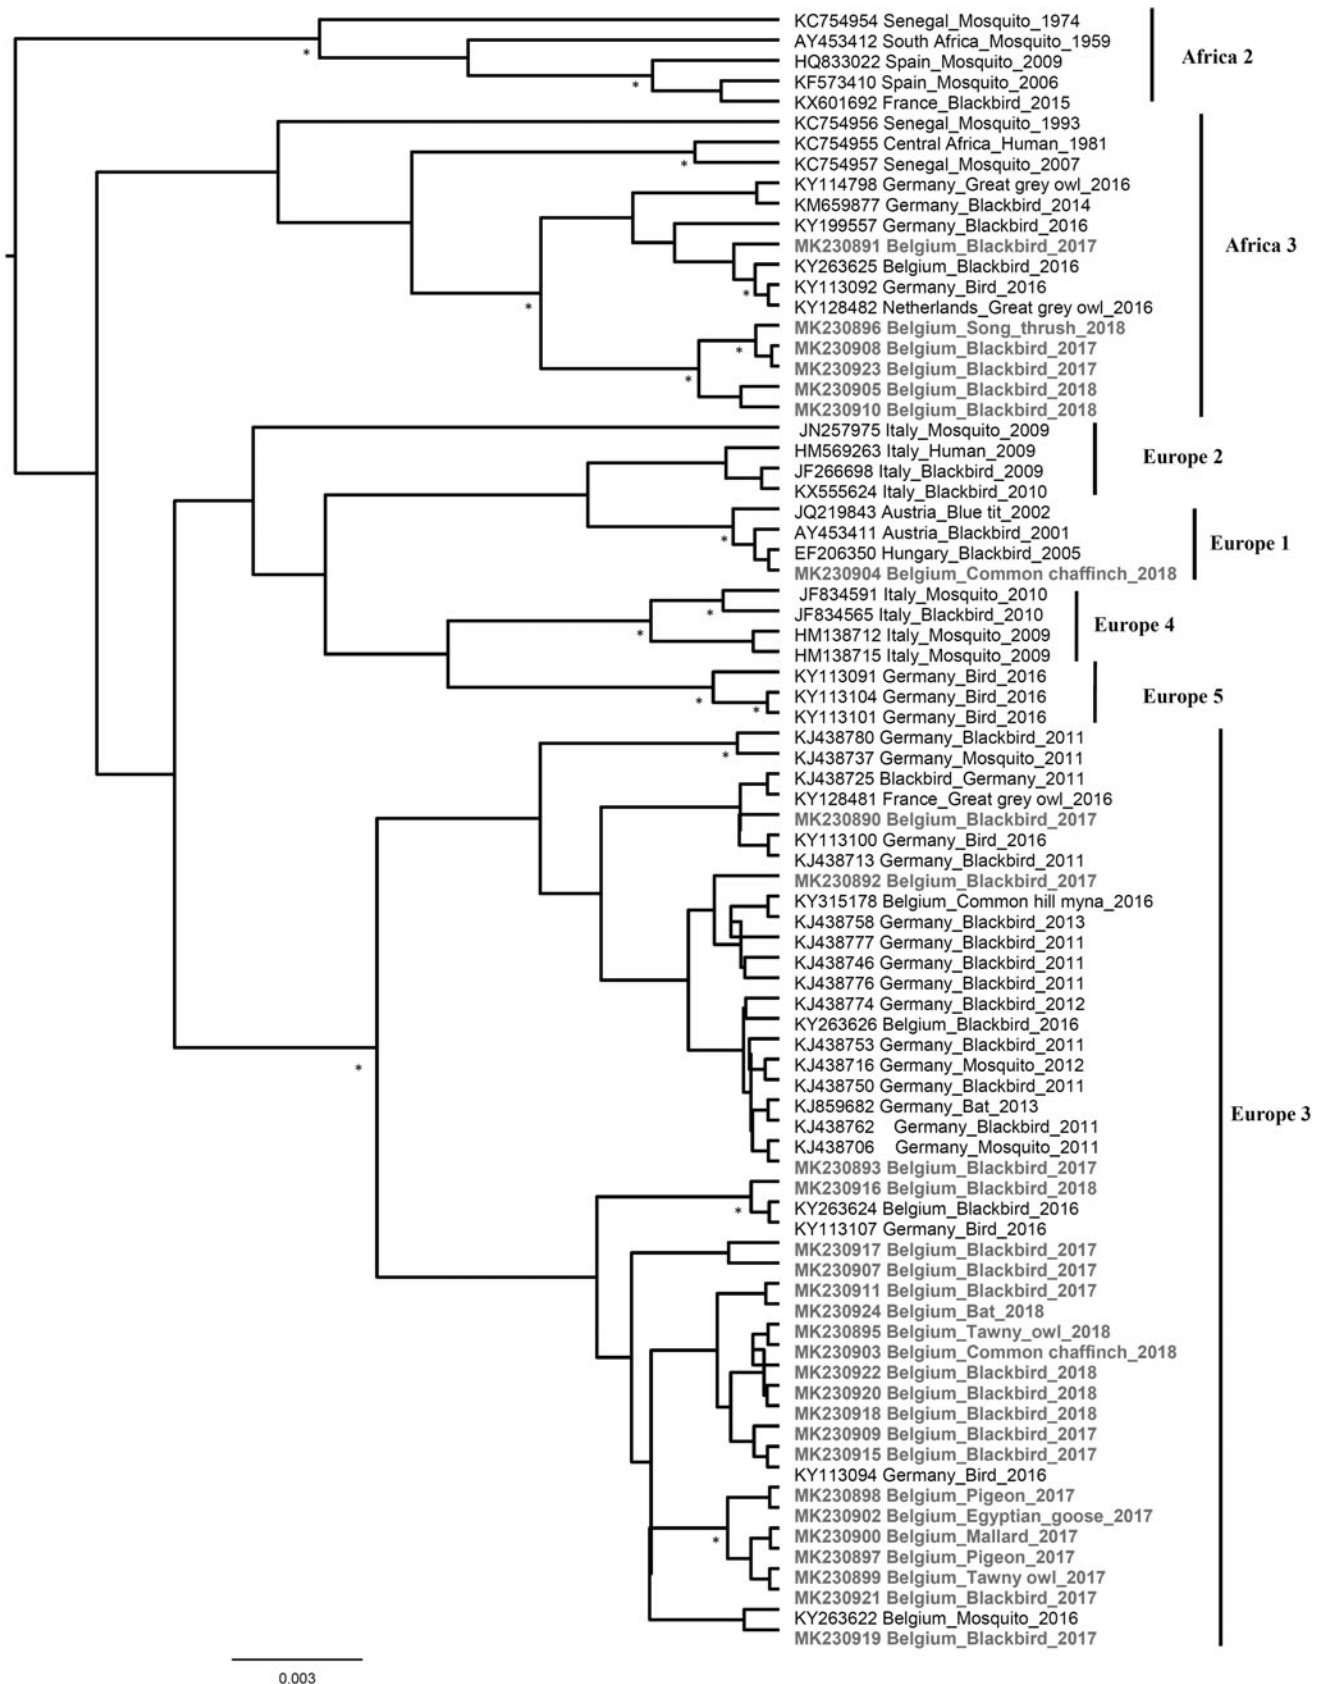 KC754954 Senegal_Mosquito_1974
AY453412 South Africa_Mosquito_1959
HQ833022 Spain_Mosquito_2009
KF573410 Spain_Mosquito_2006
KX601692 France_Blackbird_2015
Africa 2
KC754956 Senegal_Mosquito_1993
KC754955 Central Africa_Human_1981
KC754957 Senegal_Mosquito_2007
KY114798 Germany_Great grey owl_2016
KM659877 Germany_Blackbird_2014
KY199557 Germany_Blackbird_2016
MK230891 Belgium_Blackbird_2017
KY263625 Belgium_Blackbird_2016
KY113092 Germany_Bird_2016
KY128482 Netherlands_Great grey owl_2016
MK230896 Belgium_Song_thrush_2018
MK230908 Belgium_Blackbird_2017
MK230923 Belgium_Blackbird_2017
MK230905 Belgium_Blackbird_2018
MK230910 Belgium_Blackbird_2018
Africa 3
JN257975 Italy_Mosquito_2009
HM569263 Italy_Human_2009
JF266698 Italy_Blackbird_2009
KX555624 Italy_Blackbird_2010
Europe 2
JQ219843 Austria_Blue tit_2002
AY453411 Austria_Blackbird_2001
EF206350 Hungary_Blackbird_2005
MK230904 Belgium_Common chaffinch_2018
Europe 1
JF834591 Italy_Mosquito_2010
JF834565 Italy_Blackbird_2010
HM138712 Italy_Mosquito_2009
HM138715 Italy_Mosquito_2009
Europe 4
KY113091 Germany_Bird_2016
KY113104 Germany_Bird_2016
KY113101 Germany_Bird_2016
Europe 5
KJ438780 Germany_Blackbird_2011
KJ438737 Germany_Mosquito_2011
KJ438725 Blackbird_Germany_2011
KY128481 France_Great grey owl_2016
MK230890 Belgium_Blackbird_2017
KY113100 Germany_Bird_2016
KJ438713 Germany_Blackbird_2011
MK230892 Belgium_Blackbird_2017
KY315178 Belgium_Common hill myna_2016
KJ438758 Germany_Blackbird_2013
KJ438777 Germany_Blackbird_2011
KJ438746 Germany_Blackbird_2011
KJ438776 Germany_Blackbird_2011
KJ438774 Germany_Blackbird_2012
KY263626 Belgium_Blackbird_2016
KJ438753 Germany_Blackbird_2011
KJ438716 Germany_Mosquito_2012
KJ438750 Germany_Blackbird_2011
KJ859682 Germany_Bat_2013
KJ438762 Germany_Blackbird_2011
KJ438706 Germany_Mosquito_2011
MK230893 Belgium_Blackbird_2017
MK230916 Belgium_Blackbird_2018
KY263624 Belgium_Blackbird_2016
KY113107 Germany_Bird_2016
MK230917 Belgium_Blackbird_2017
MK230907 Belgium_Blackbird_2017
MK230911 Belgium_Blackbird_2017
MK230924 Belgium_Bat_2018
MK230895 Belgium_Tawny_owl_2018
MK230903 Belgium_Common chaffinch_2018
MK230922 Belgium_Blackbird_2018
MK230920 Belgium_Blackbird_2018
MK230918 Belgium_Blackbird_2018
MK230909 Belgium_Blackbird_2017
MK230915 Belgium_Blackbird_2017
KY113094 Germany_Bird_2016
MK230898 Belgium_Pigeon_2017
MK230902 Belgium_Egyptian_goose_2017
MK230900 Belgium_Mallard_2017
MK230897 Belgium_Pigeon_2017
MK230899 Belgium_Tawny owl_2017
MK230921 Belgium_Blackbird_2017
KY263622 Belgium_Mosquito_2016
MK230919 Belgium_Blackbird_2017
Europe 3
0.003